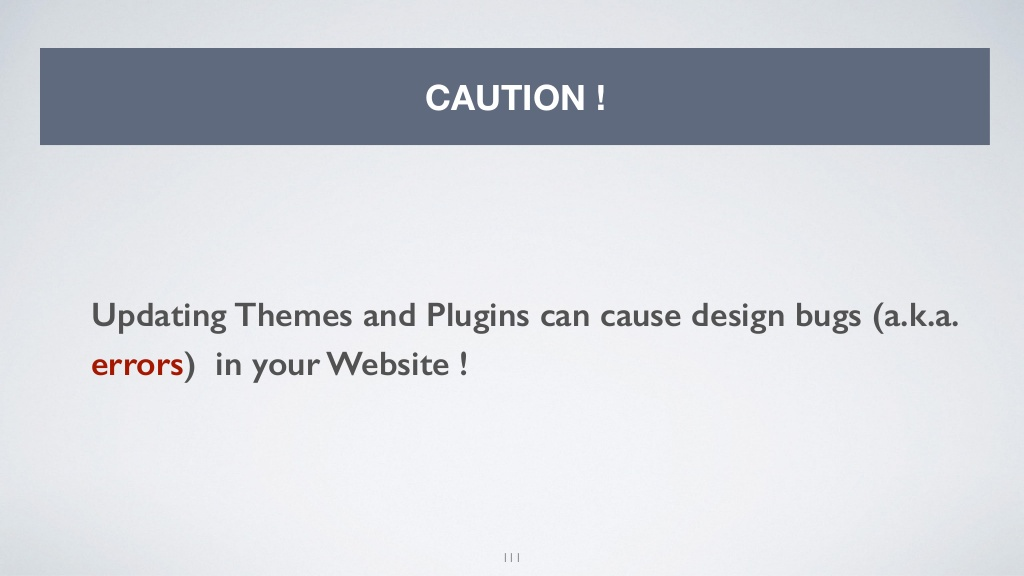 CAUTION !
Updating Themes and Plugins can cause design bugs (a.k.a.
errors)  in your Website !
111